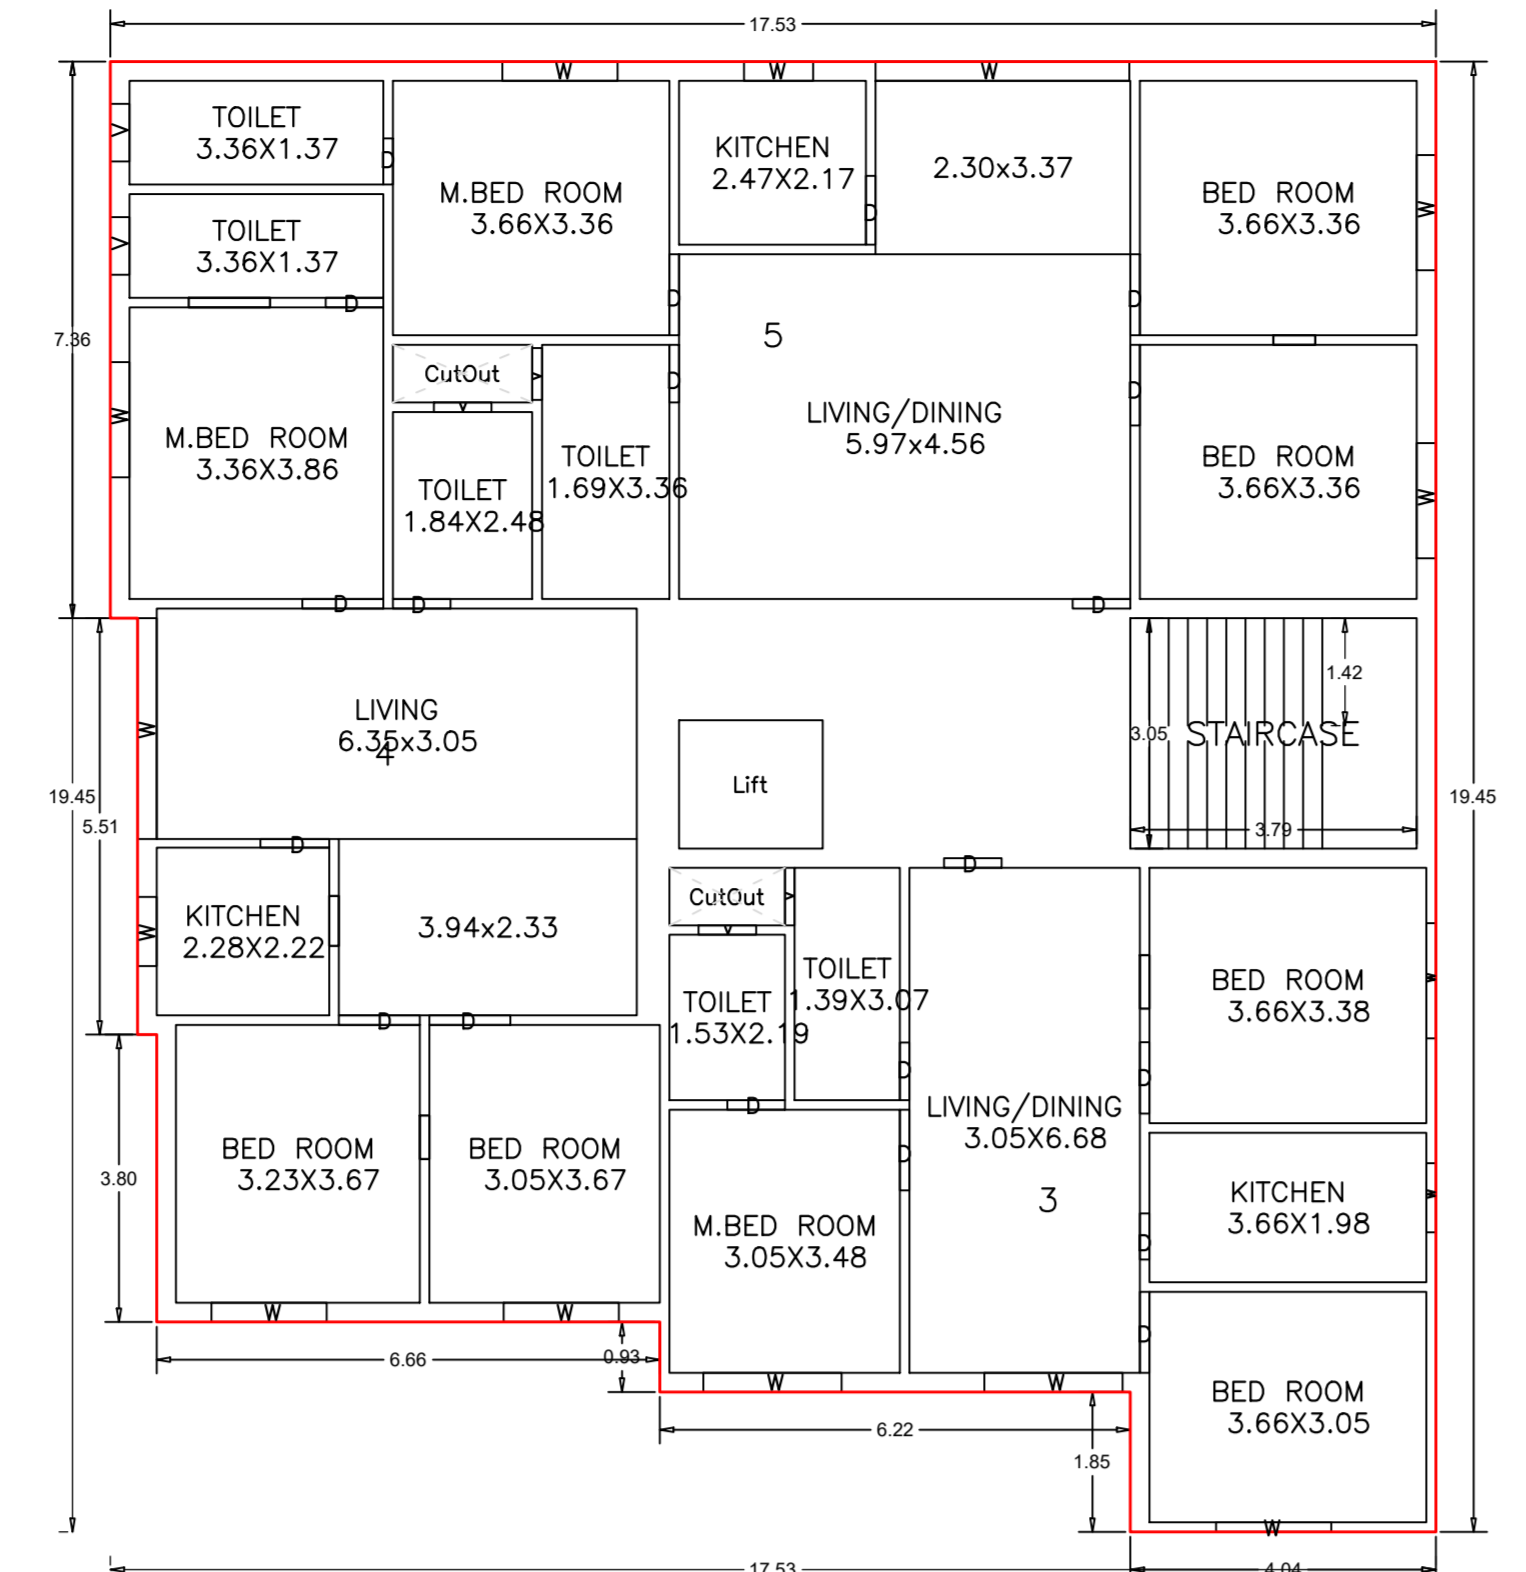 17.53
W
W
W
TOILET
3.36X1.37
V
D
M.BED ROOM
3.66X3.36
KITCHEN
2.47X2.17
D
2.30x3.37
BED ROOM
3.66X3.36
W
TOILET
3.36X1.37
V
D
D
D
7.36
5
CutOut
V
V
D
D
LIVING/DINING
5.97x4.56
M.BED ROOM
3.36X3.86
W
TOILET
1.69X3.36
TOILET
1.84X2.48
BED ROOM
3.66X3.36
W
D
D
D
LIVING
6.35x3.05
4
W
Lift
1.42
3.05
STAIRCASE
3.79
19.45
5.51
19.45
D
KITCHEN
2.28X2.22
W
3.94x2.33
CutOut
V
V
D
TOILET
1.39X3.07
TOILET
1.53X2.19
BED ROOM
3.66X3.38
W
D
D
D
D
D
D
LIVING/DINING
3.05X6.68
3
3.80
BED ROOM
3.23X3.67
BED ROOM
3.05X3.67
KITCHEN
3.66X1.98
W
D
M.BED ROOM
3.05X3.48
W
W
D
6.66
0.93
W
W
BED ROOM
3.66X3.05
6.22
1.85
W
17.53
4.04